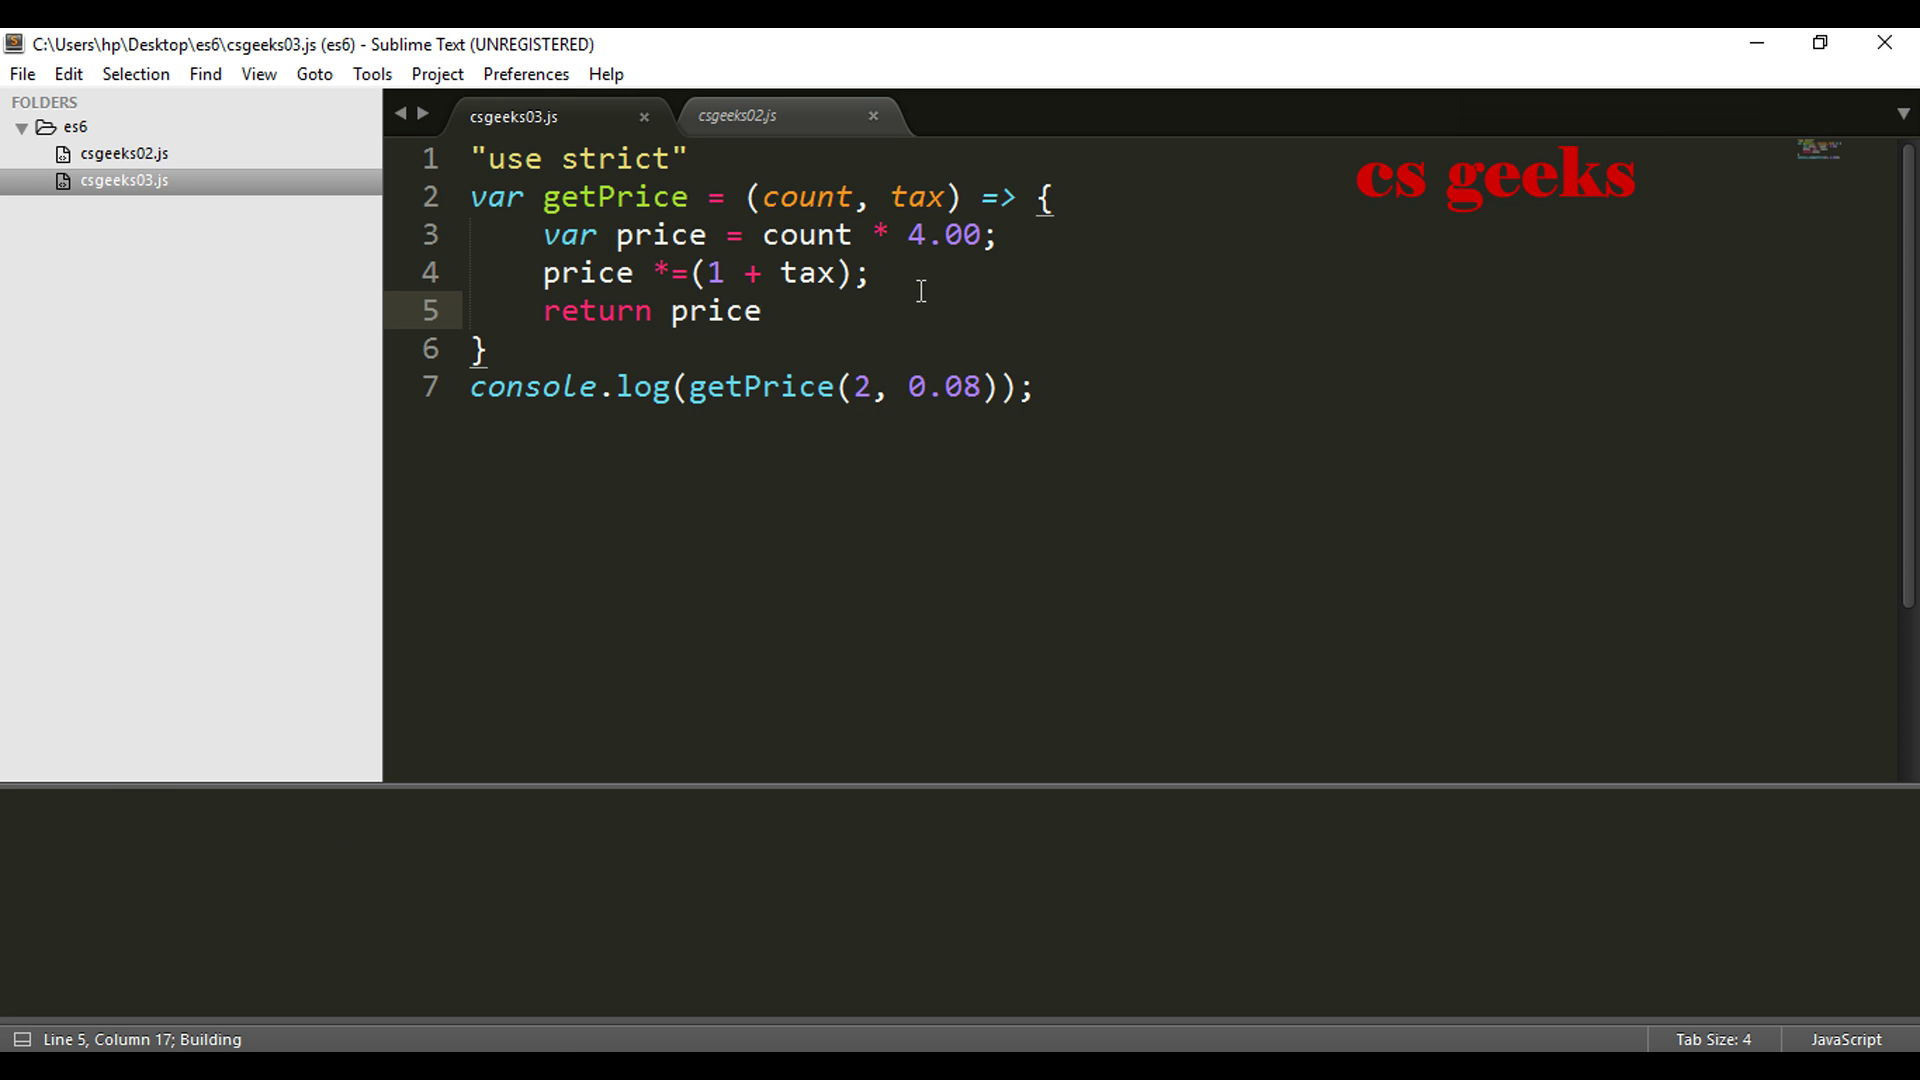 C:\Users\hp\Desktop\es6\csgeeks03.js (es6) - Sublime Text (UNREGISTERED)
File Edit Selection Find View Goto Tools Project Preferences Help
FOLDERS
es6
csgeeks02.js
csgeeks03.js
csgeeks03.js csgeeks02.js
cs geeks
1 "use strict"
2 var getPrice = (count, tax) => {
3 var price = count * 4.00;
4 price *=(1 + tax);
5 return price
6 }
7 console.log(getPrice(2, 0.08));
Line 5, Column 17; Building Tab Size: 4 JavaScript